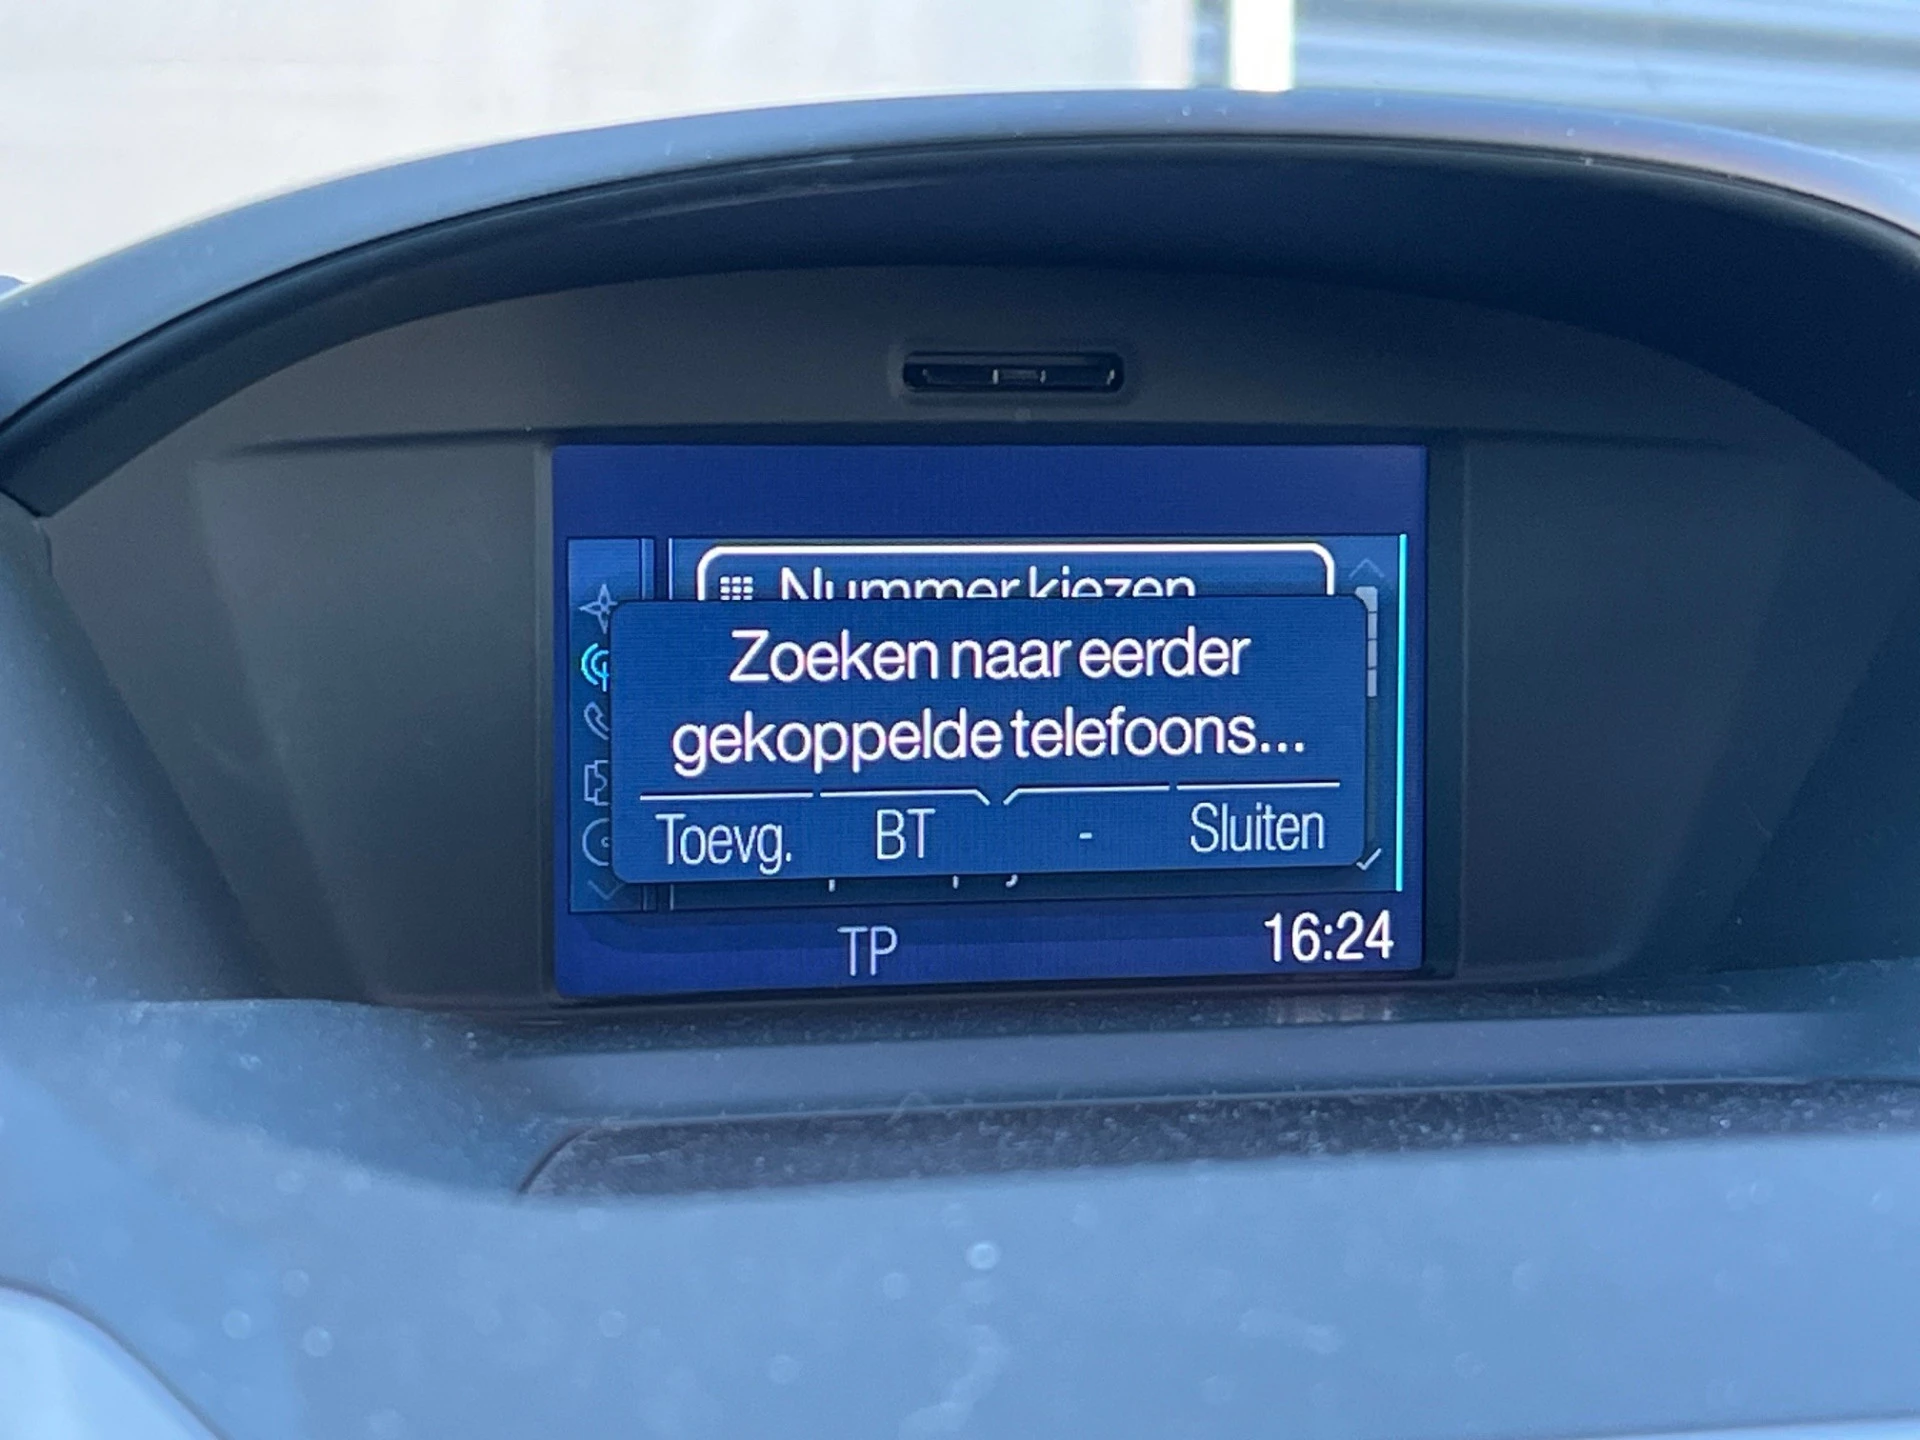 Nummer kiezen
Zoeken naar eerder
gekoppelde telefoons...
Toevg. BT - Sluiten
TP 16:24